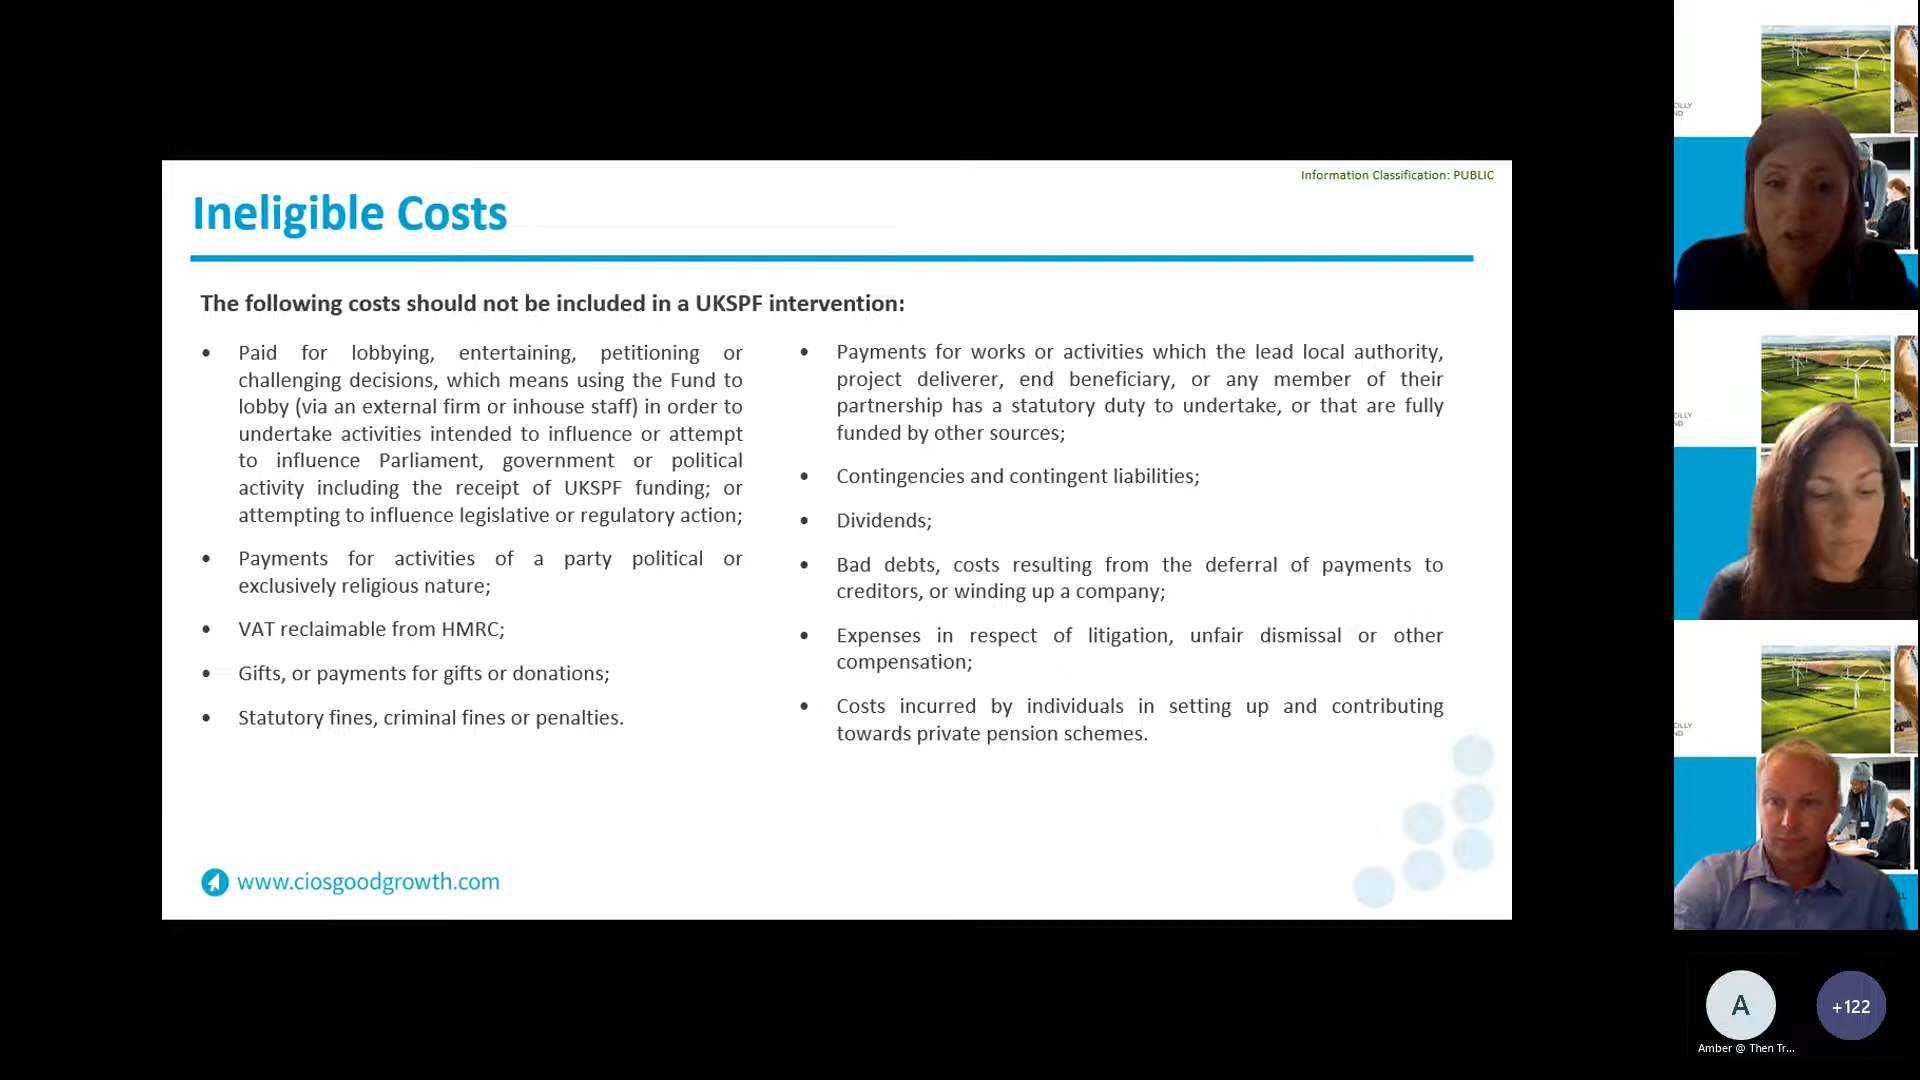 Information Classification: PUBLIC
Ineligible Costs
The following costs should not be included in a UKSPF intervention:
• Paid for lobbying, entertaining, petitioning or
challenging decisions, which means using the Fund to
lobby (via an external firm or inhouse staff) in order to
undertake activities intended to influence or attempt
to influence Parliament, government or political
activity including the receipt of UKSPF funding; or
attempting to influence legislative or regulatory action;
• Payments for activities of a party political or
exclusively religious nature;
• VAT reclaimable from HMRC;
• Gifts, or payments for gifts or donations;
• Statutory fines, criminal fines or penalties.
• Payments for works or activities which the lead local authority,
project deliverer, end beneficiary, or any member of their
partnership has a statutory duty to undertake, or that are fully
funded by other sources;
• Contingencies and contingent liabilities;
• Dividends;
• Bad debts, costs resulting from the deferral of payments to
creditors, or winding up a company;
• Expenses in respect of litigation, unfair dismissal or other
compensation;
• Costs incurred by individuals in setting up and contributing
towards private pension schemes.
www.ciosgoodgrowth.com
CILLY
ND
CILLY
ND
CILLY
ND
A
+122
Amber @ Then Tr...